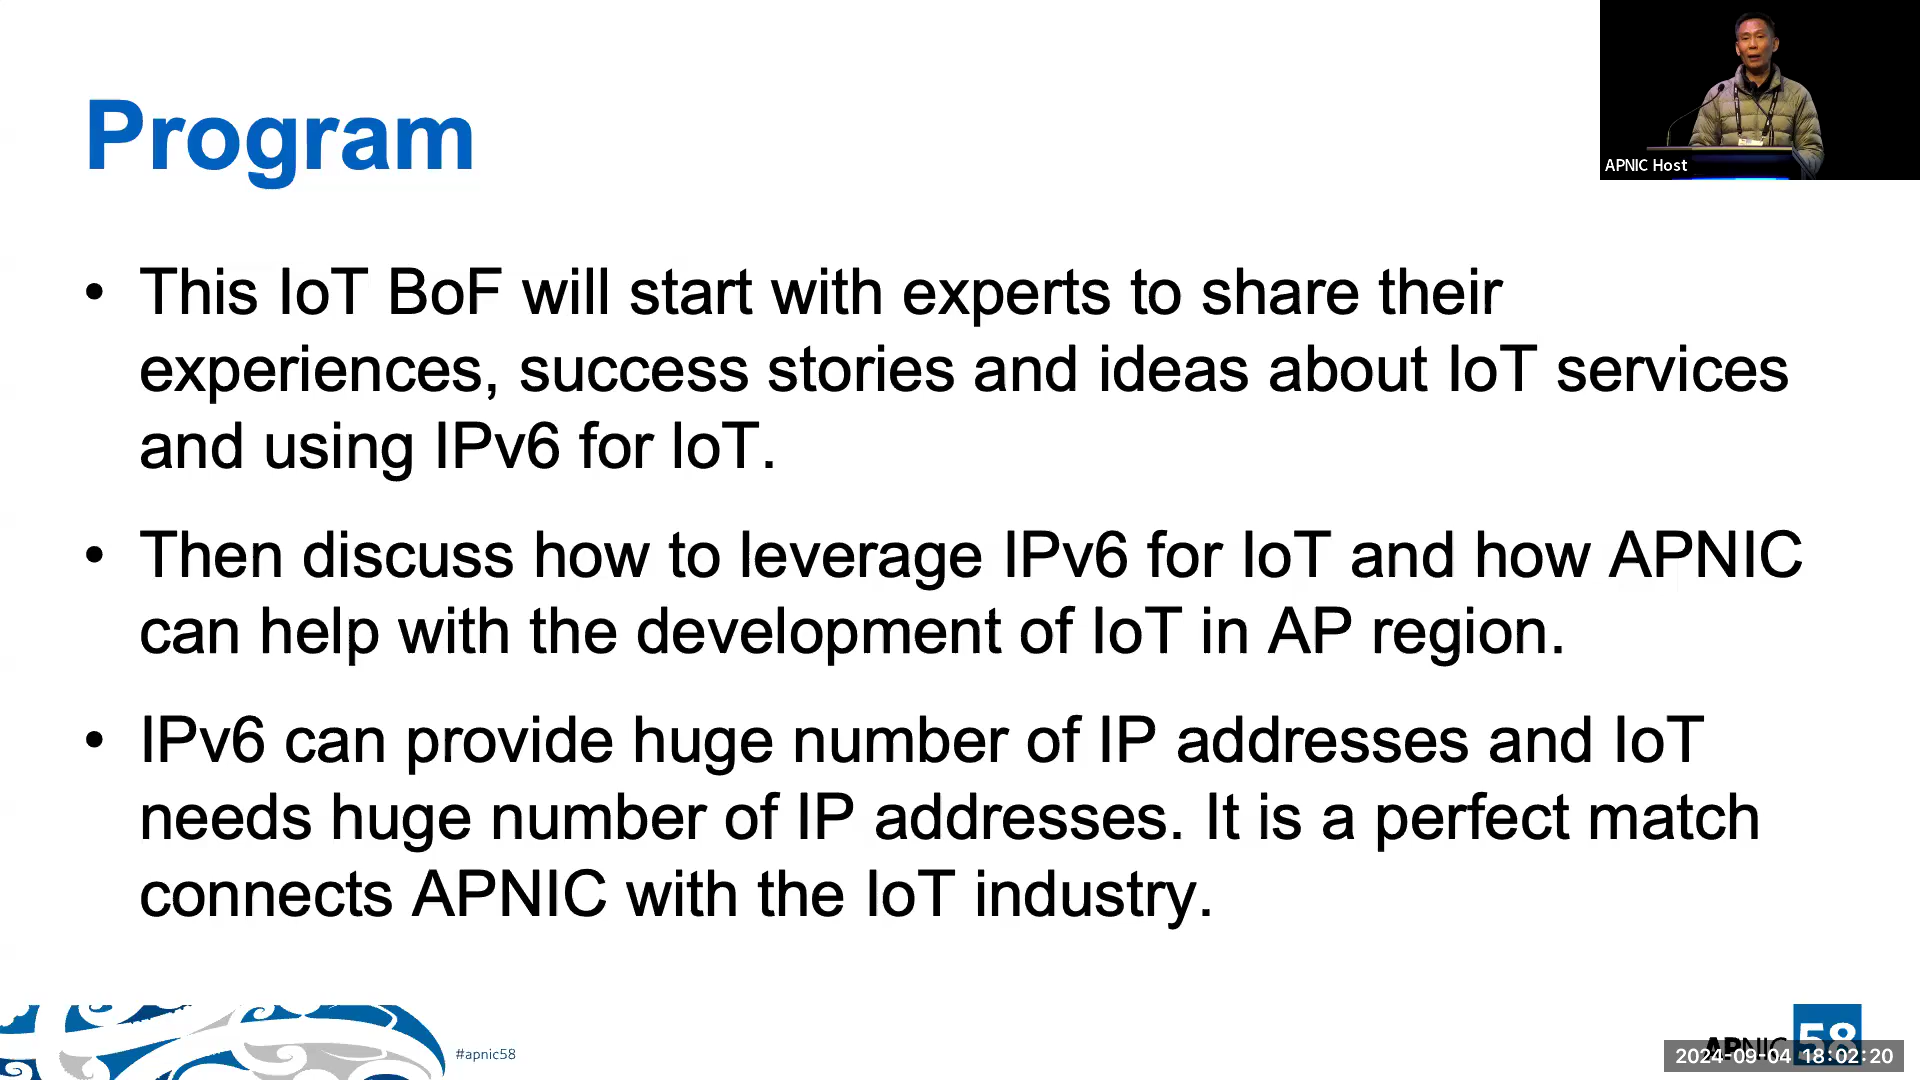 Program
APNIC Host
• This IoT BoF will start with experts to share their
experiences, success stories and ideas about IoT services
and using IPv6 for IoT.
• Then discuss how to leverage IPv6 for IoT and how APNIC
can help with the development of IoT in AP region.
• IPv6 can provide huge number of IP addresses and IoT
needs huge number of IP addresses. It is a perfect match
connects APNIC with the IoT industry.
#apnic58
APNIC 58
2024-09-04 18:02:20